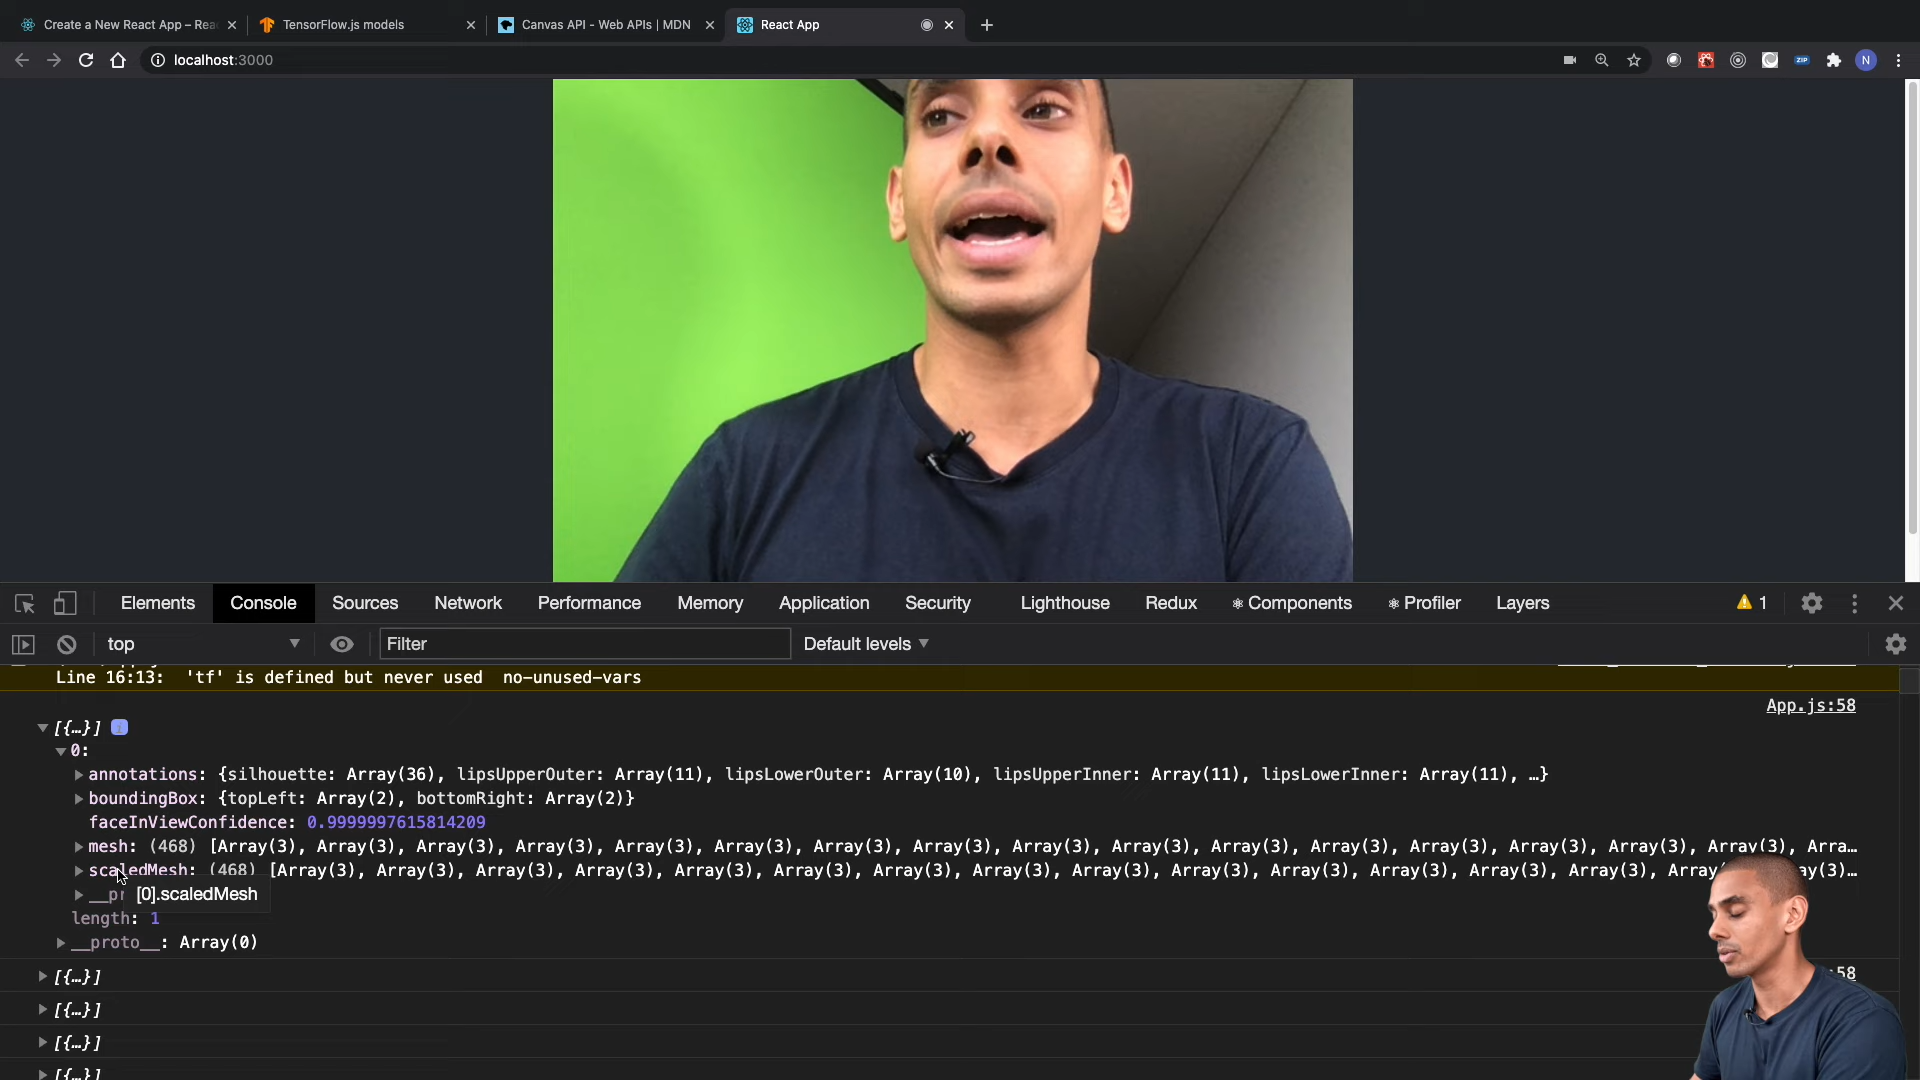 Create a New React App – Rea
TensorFlow.js models
Canvas API - Web APIs | MDN
React App
localhost:3000
ZIP
N
Elements
Console
Sources
Network
Performance
Memory
Application
Security
Lighthouse
Redux
Components
Profiler
Layers
1
top
Filter
Default levels
Line 16:13: 'tf' is defined but never used no-unused-vars
App.js:58
[{…}] i
0:
annotations: {silhouette: Array(36), lipsUpperOuter: Array(11), lipsLowerOuter: Array(10), lipsUpperInner: Array(11), lipsLowerInner: Array(11), …}
boundingBox: {topLeft: Array(2), bottomRight: Array(2)}
faceInViewConfidence: 0.9999997615814209
mesh: (468) [Array(3), Array(3), Array(3), Array(3), Array(3), Array(3), Array(3), Array(3), Array(3), Array(3), Array(3), Array(3), Array(3), Array(3), Array(3), Array(3), Arra…
scaledMesh: (468) [Array(3), Array(3), Array(3), Array(3), Array(3), Array(3), Array(3), Array(3), Array(3), Array(3), Array(3), Array(3), Array(3), Array(3), Array
__pr
[0].scaledMesh
length: 1
__proto__: Array(0)
[{…}]
:58
[{…}]
[{…}]
[{…}]